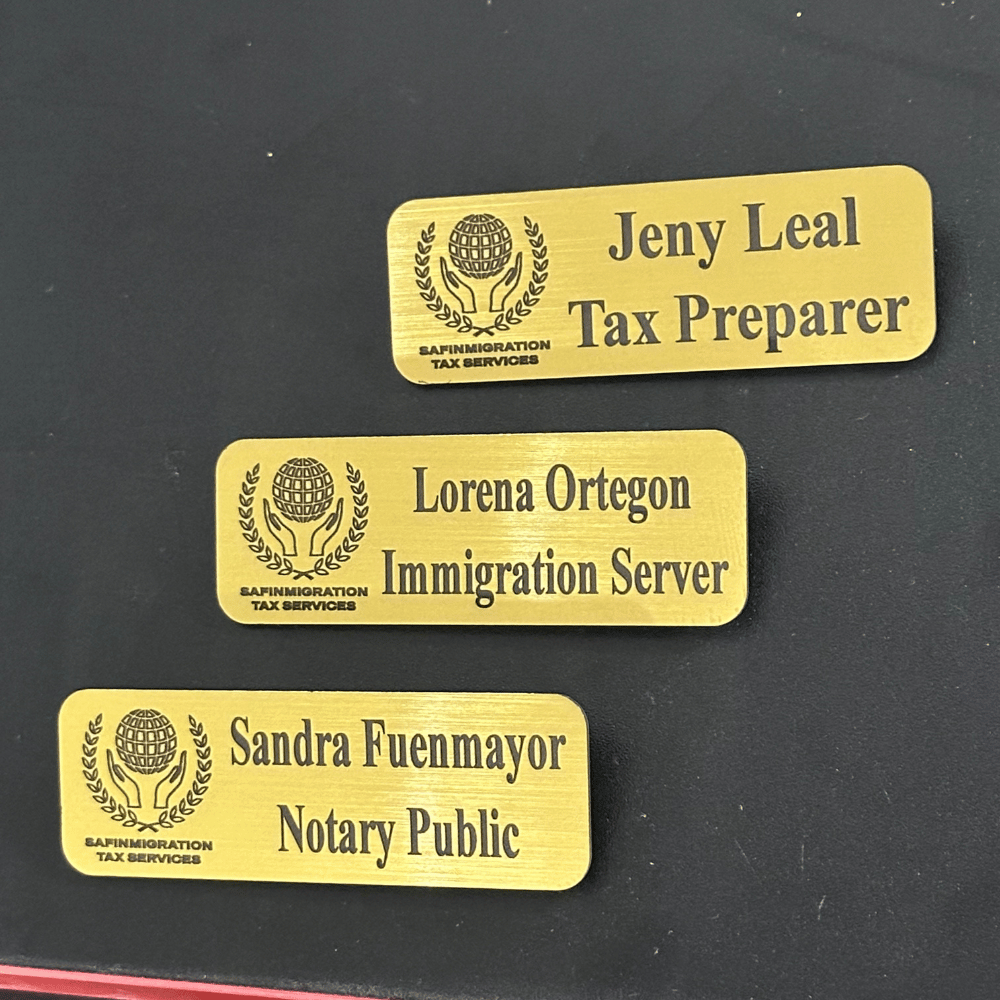 Jeny Leal
Tax Preparer
SAFINMIGRATION
TAX SERVICES
Lorena Ortegon
Immigration Server
SAFINMIGRATION
TAX SERVICES
Sandra Fuenmayor
Notary Public
SAFINMIGRATION
TAX SERVICES